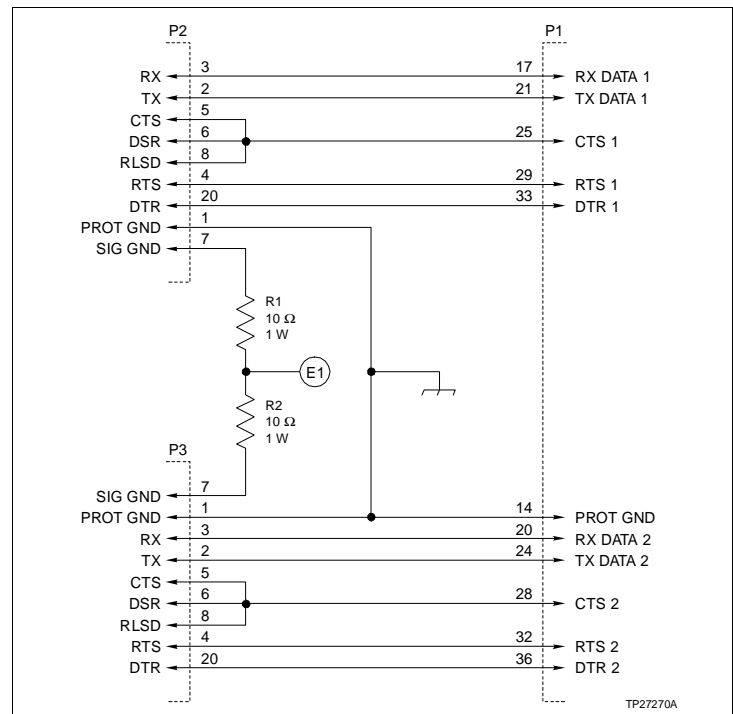 P2 P1
RX 3 17 RX DATA 1
TX 2 21 TX DATA 1
CTS 5
DSR 6 25 CTS 1
RLSD 8
RTS 4 29 RTS 1
DTR 20 33 DTR 1
PROT GND 1
SIG GND 7
R1
10 Ω
1 W
E1
R2
10 Ω
1 W
P3
SIG GND 7
PROT GND 1 14 PROT GND
RX 3 20 RX DATA 2
TX 2 24 TX DATA 2
CTS 5
DSR 6 28 CTS 2
RLSD 8
RTS 4 32 RTS 2
DTR 20 36 DTR 2
TP27270A